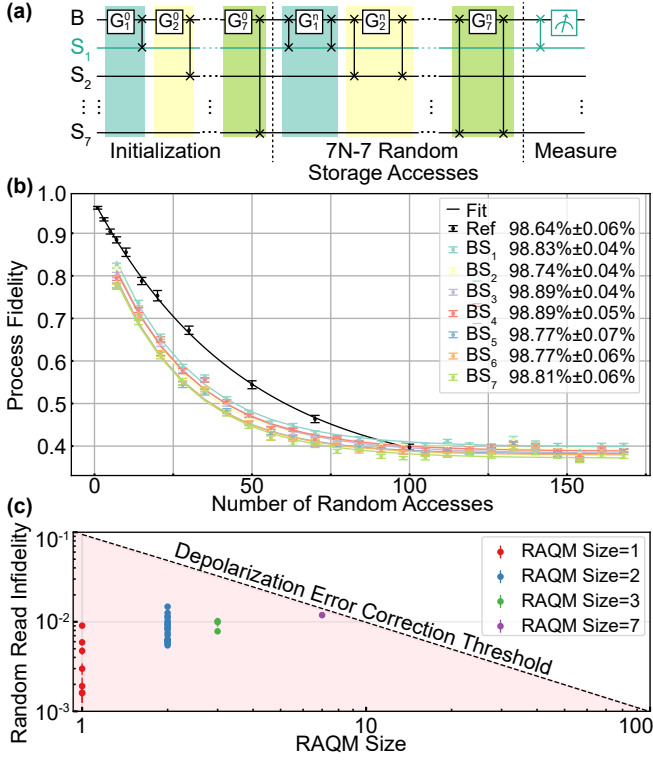 (a)
B G₁⁰ G₂⁰ G₇⁰ G₁ⁿ G₂ⁿ G₇ⁿ
S₁
S₂
S₇
Initialization 7N-7 Random Storage Accesses Measure
(b)
1.0
0.9
0.8
0.7
0.6
0.5
0.4
Process Fidelity
Fit
Ref 98.64%±0.06%
BS₁ 98.83%±0.04%
BS₂ 98.74%±0.04%
BS₃ 98.89%±0.04%
BS₄ 98.89%±0.05%
BS₅ 98.77%±0.07%
BS₆ 98.77%±0.06%
BS₇ 98.81%±0.06%
0 50 100 150
Number of Random Accesses
(c)
10⁻¹
10⁻²
10⁻³
Random Read Infidelity
Depolarization Error Correction Threshold
RAQM Size=1
RAQM Size=2
RAQM Size=3
RAQM Size=7
1 10 100
RAQM Size